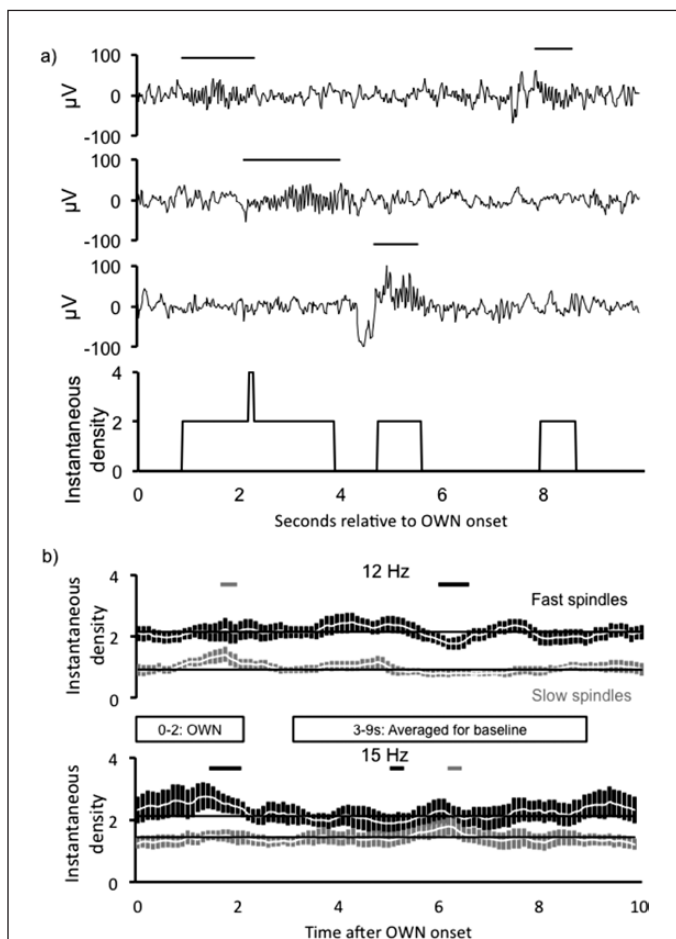 a)
100
0
-100
µV
100
0
-100
µV
100
0
-100
µV
4
2
0
Instantaneous
density
0 2 4 6 8
Seconds relative to OWN onset
b)
4
2
0
Instantaneous
density
12 Hz
Fast spindles
Slow spindles
0-2: OWN
3-9s: Averaged for baseline
15 Hz
4
2
0
Instantaneous
density
0 2 4 6 8 10
Time after OWN onset